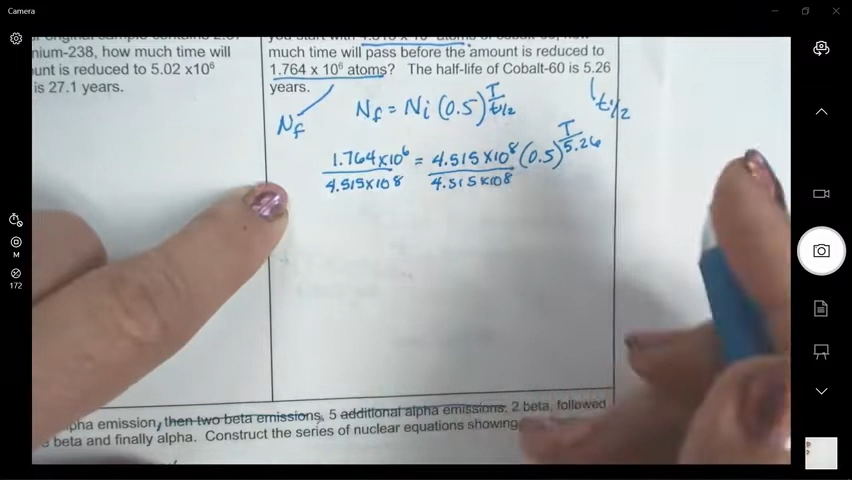 Camera
nium-238, how much time will
unt is reduced to 5.02 x10⁶
is 27.1 years.
much time will pass before the amount is reduced to
1.764 x 10⁶ atoms? The half-life of Cobalt-60 is 5.26
years.
Nf = Ni (0.5)^T/t1/2
t1/2
Nf
1.764x10⁶ / 4.515x10⁸ = 4.515x10⁸ / 4.515x10⁸ (0.5)^T/5.26
pha emission, then two beta emissions, 5 additional alpha emissions, 2 beta, followed
beta and finally alpha. Construct the series of nuclear equations showing
M
172